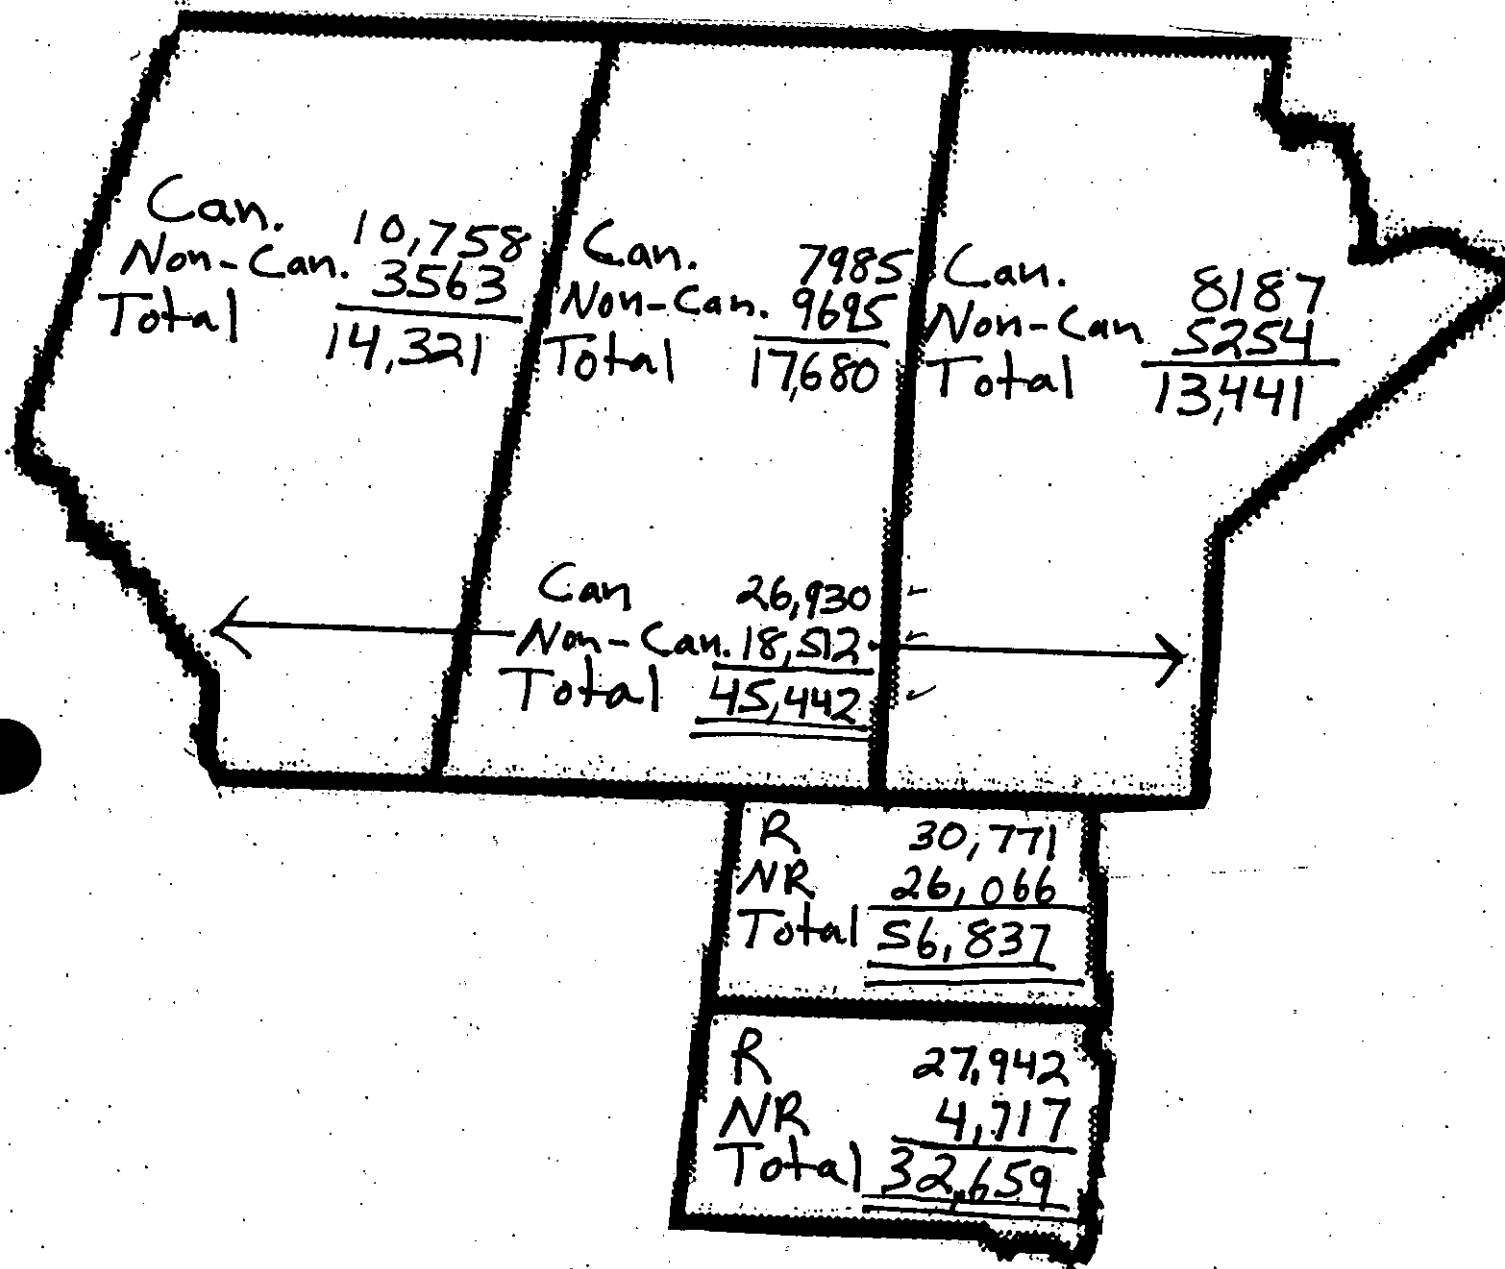 Can. 10,758
Non-Can. 3563
Total 14,321
Can. 7985
Non-Can. 9695
Total 17,680
Can. 8187
Non-Can 5254
Total 13,441
Can 26,930
Non-Can. 18,512
Total 45,442
R 30,771
NR 26,066
Total 56,837
R 27,942
NR 4,717
Total 32,659